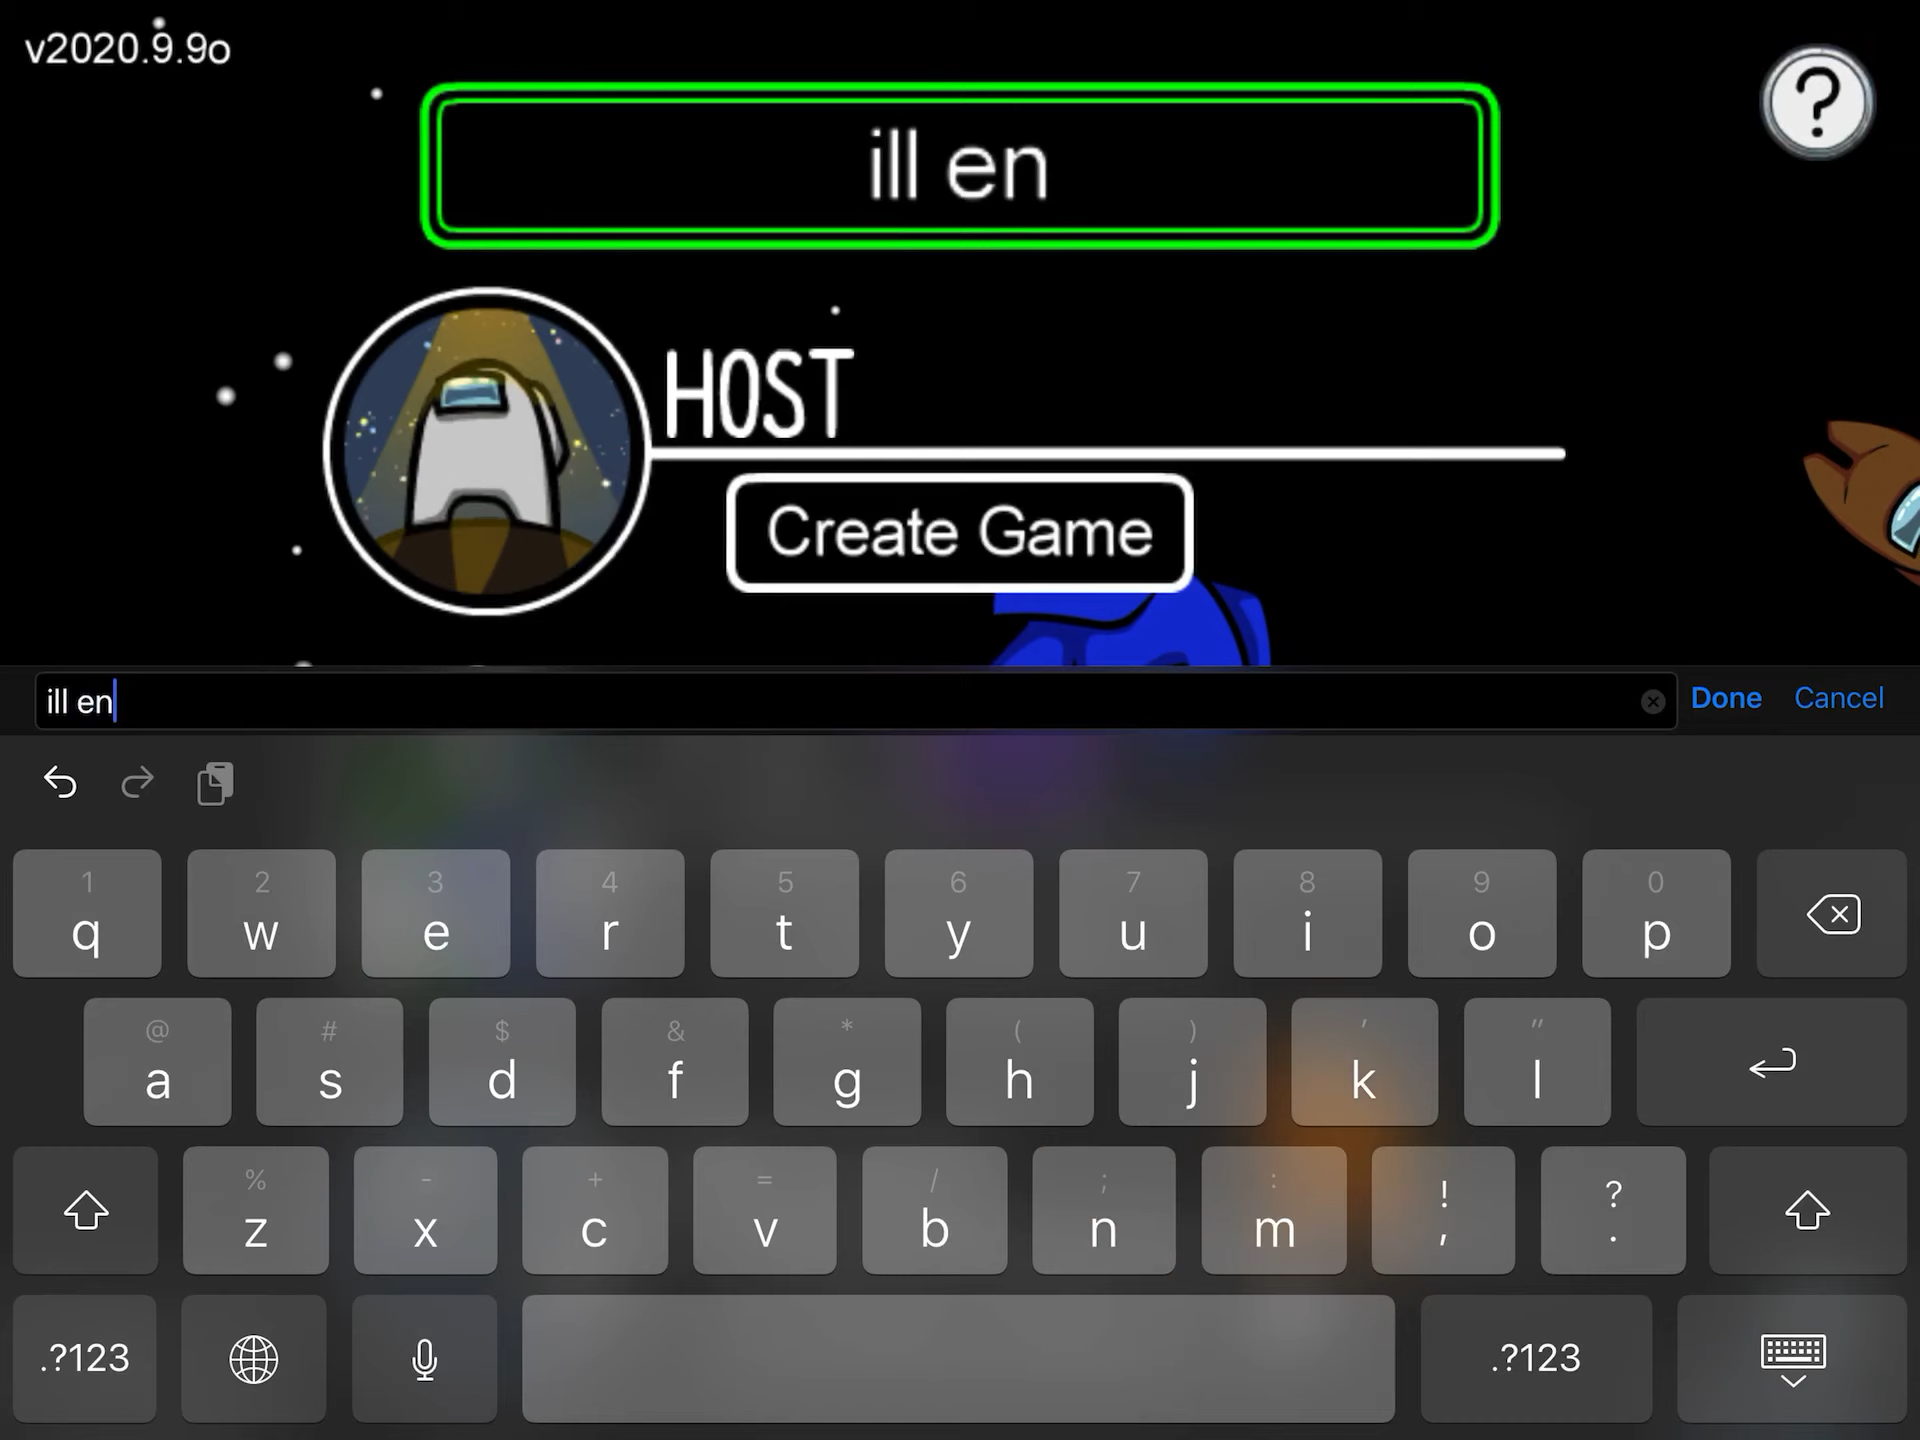 v2020.9.9o
?
ill en
HOST
Create Game
ill en Done Cancel
1 2 3 4 5 6 7 8 9 0
q w e r t y u i o p
@ # $ & * ( ) ' "
a s d f g h j k l
% - + = / ; : ! ?
z x c v b n m , .
.?123 .?123